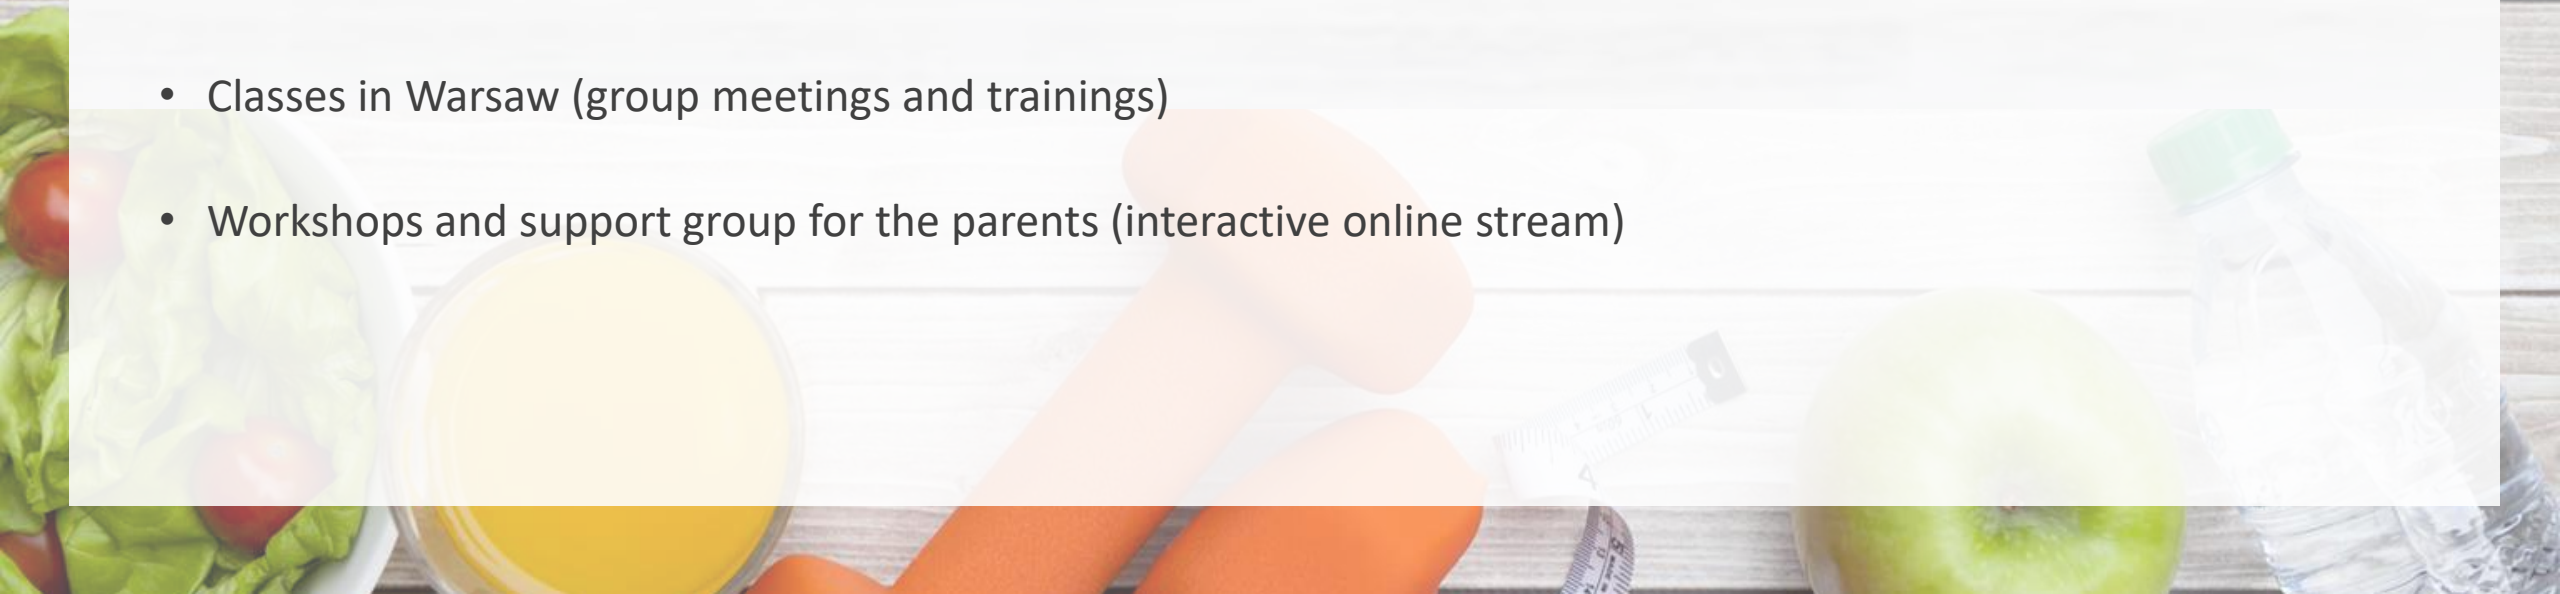 • Classes in Warsaw (group meetings and trainings)
• Workshops and support group for the parents (interactive online stream)